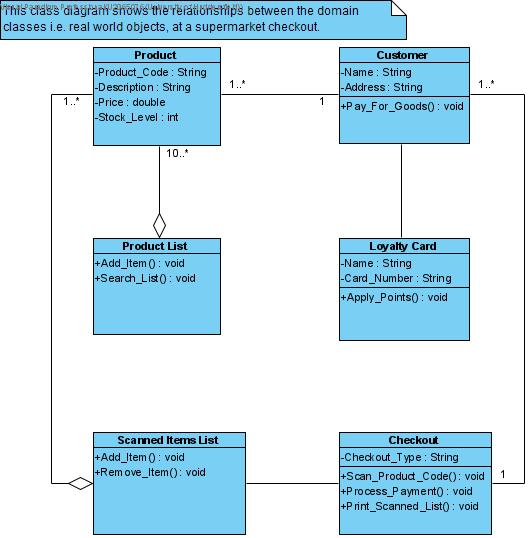 This class diagram shows the relationships between the domain
classes i.e. real world objects, at a supermarket checkout.
Product
-Product_Code : String
-Description : String
-Price : double
-Stock_Level : int
Customer
-Name : String
-Address : String
+Pay_For_Goods() : void
1..*
1..*
1
1..*
10..*
Product List
+Add_Item() : void
+Search_List() : void
Loyalty Card
-Name : String
-Card_Number : String
+Apply_Points() : void
Scanned Items List
+Add_Item() : void
+Remove_Item() : void
Checkout
-Checkout_Type : String
+Scan_Product_Code() : void
+Process_Payment() : void
+Print_Scanned_List() : void
1